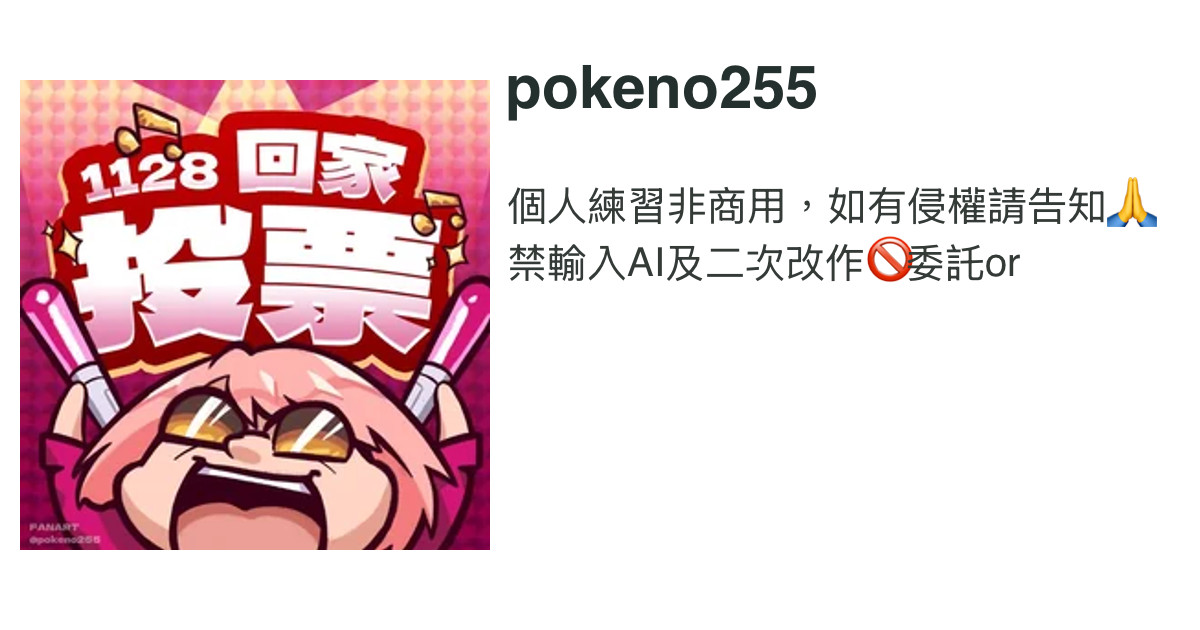 pokeno255
個人練習非商用，如有侵權請告知🙏
禁輸入AI及二次改作🚫委託or
1128 回家
投票
FANART
@pokeno255